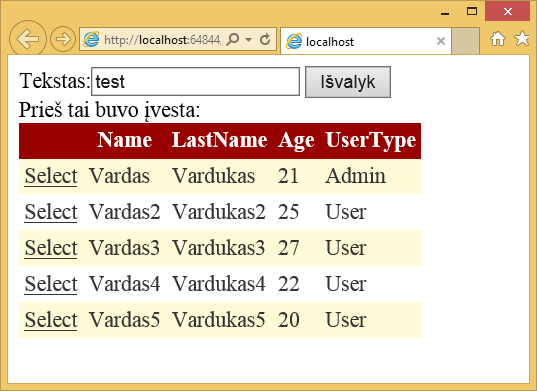 http://localhost:64844,
localhost
Tekstas: test Išvalyk
Prieš tai buvo įvesta:
Name LastName Age UserType
Select Vardas Vardukas 21 Admin
Select Vardas2 Vardukas2 25 User
Select Vardas3 Vardukas3 27 User
Select Vardas4 Vardukas4 22 User
Select Vardas5 Vardukas5 20 User